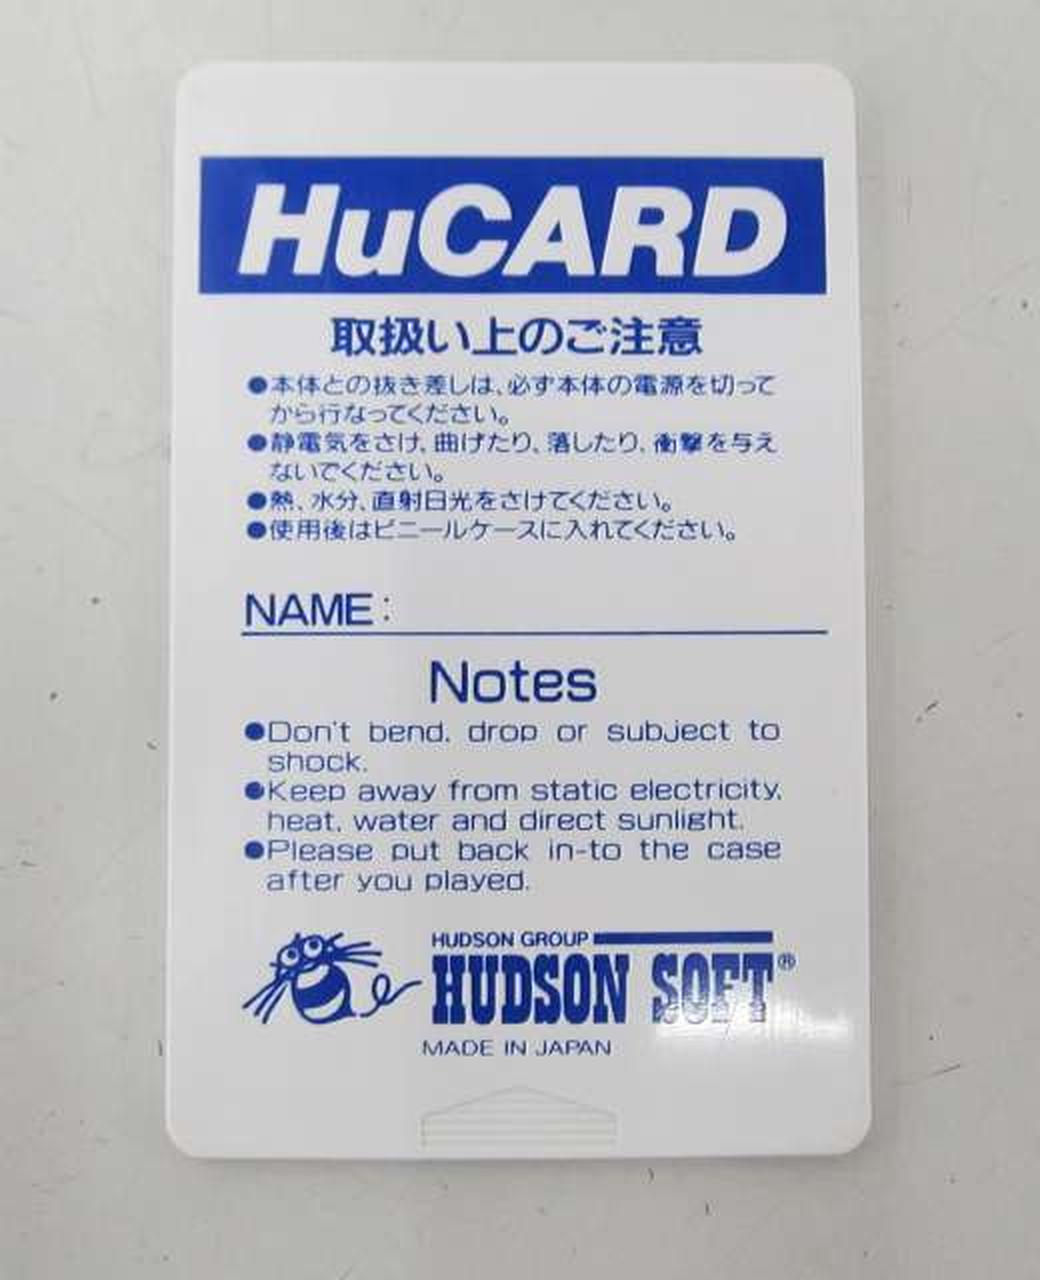 HuCARD
取扱い上のご注意
●本体との抜き差しは、必ず本体の電源を切って
から行なってください。
●静電気をさけ、曲げたり、落したり、衝撃を与え
ないでください。
●熱、水分、直射日光をさけてください。
●使用後はビニールケースに入れてください。
NAME:
Notes
●Don't bend. drop or subject to
shock.
●Keep away from static electricity.
heat. water and direct sunlight.
●Please put back in-to the case
after you played.
HUDSON GROUP
HUDSON SOFT®
MADE IN JAPAN